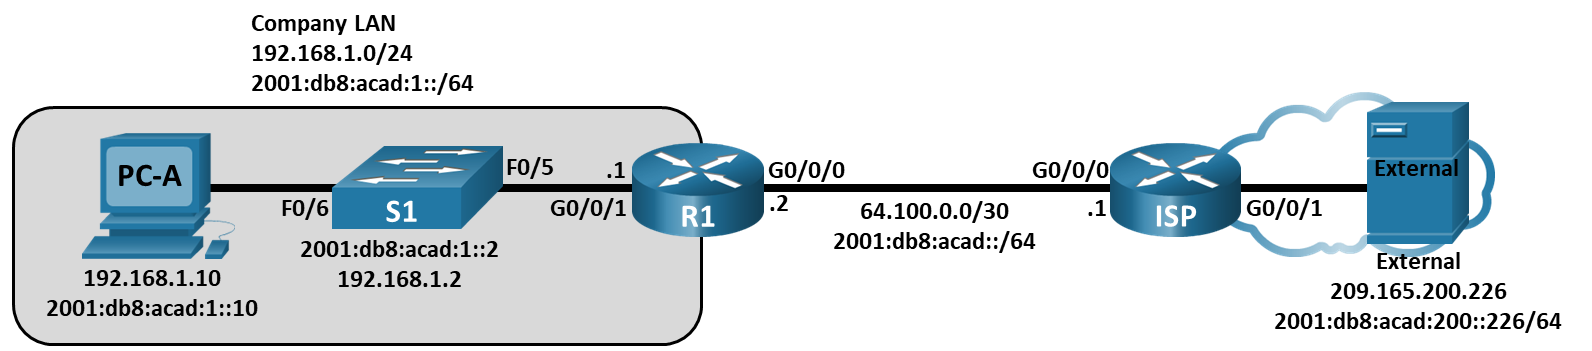 Company LAN
192.168.1.0/24
2001:db8:acad:1::/64
PC-A
F0/6
S1
F0/5
.1
G0/0/1
R1
G0/0/0
.2
64.100.0.0/30
2001:db8:acad::/64
G0/0/0
.1
ISP
G0/0/1
External
192.168.1.10
2001:db8:acad:1::10
2001:db8:acad:1::2
192.168.1.2
External
209.165.200.226
2001:db8:acad:200::226/64